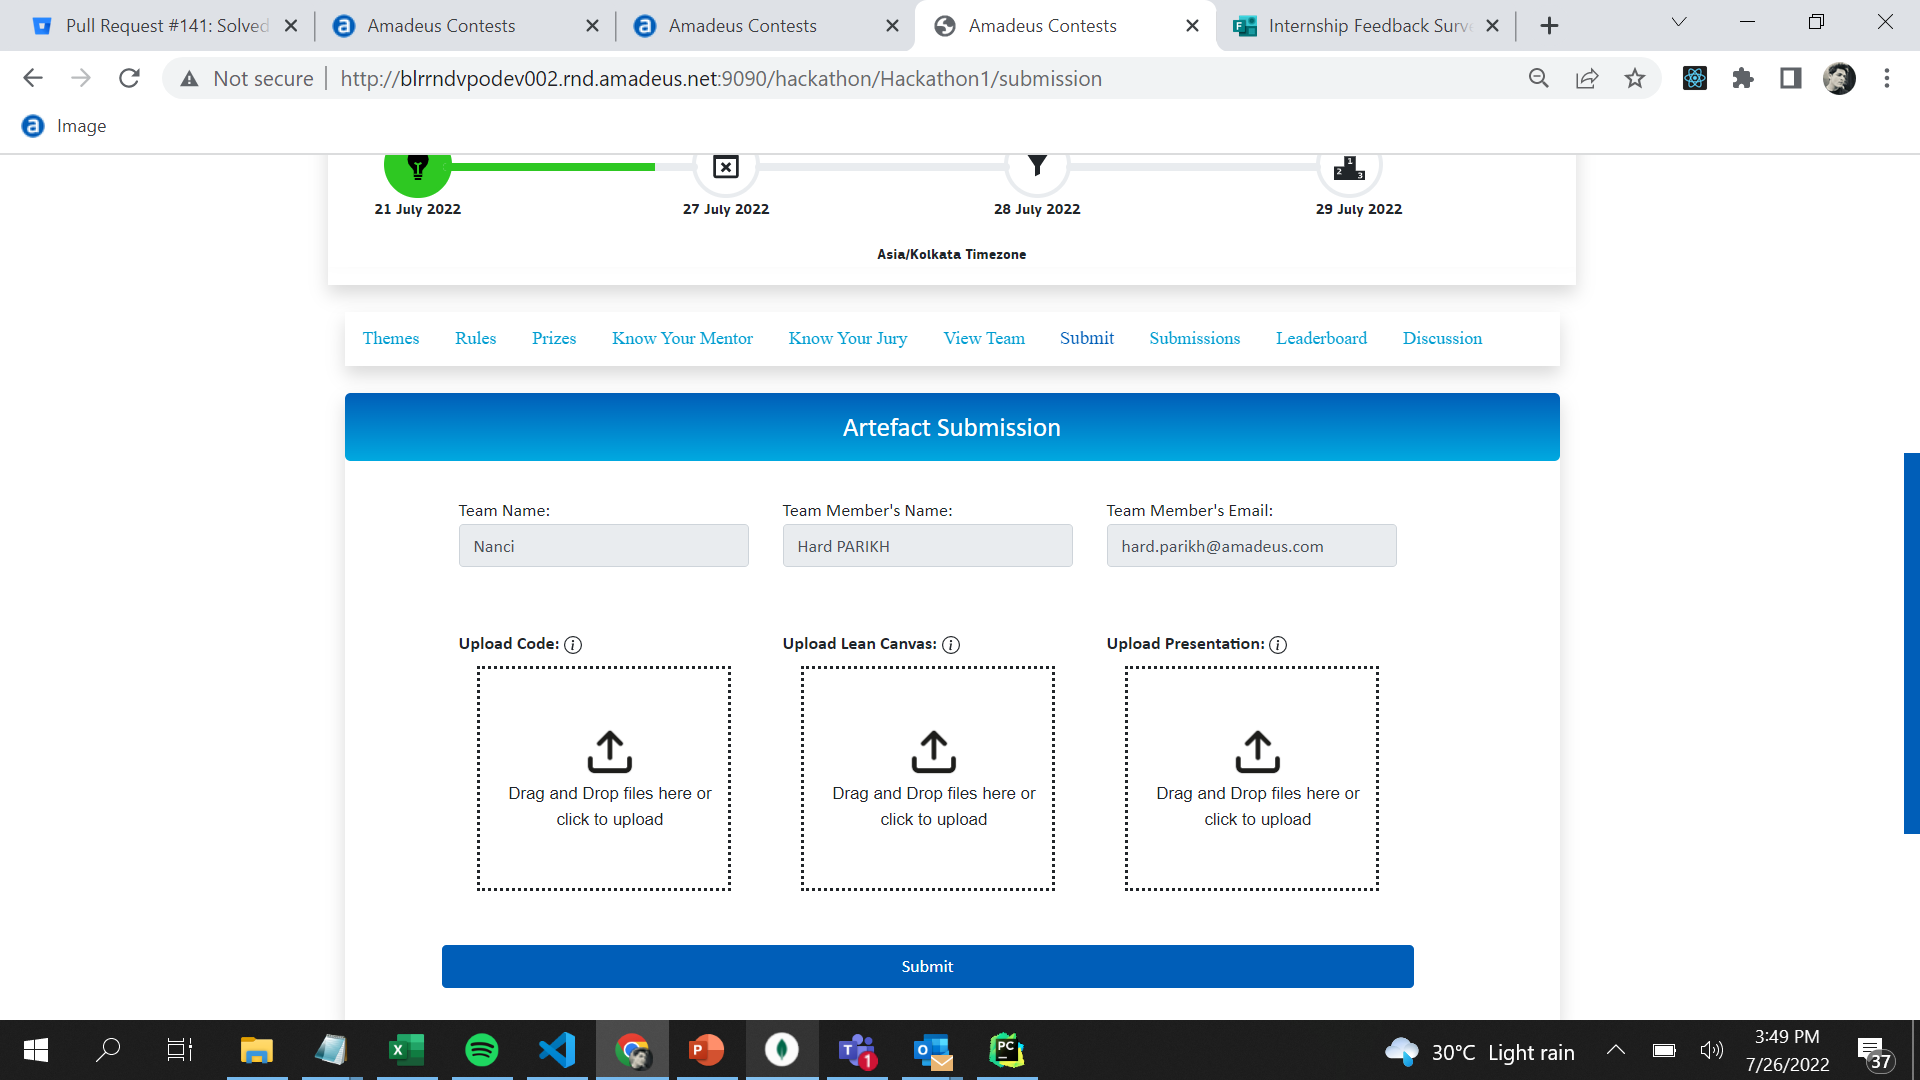 Pull Request #141: Solved
Amadeus Contests
Amadeus Contests
Amadeus Contests
Internship Feedback Surve
Not secure
http://blrrndvpodev002.rnd.amadeus.net:9090/hackathon/Hackathon1/submission
Image
21 July 2022
27 July 2022
28 July 2022
29 July 2022
Asia/Kolkata Timezone
Themes
Rules
Prizes
Know Your Mentor
Know Your Jury
View Team
Submit
Submissions
Leaderboard
Discussion
Artefact Submission
Team Name:
Team Member's Name:
Team Member's Email:
Nanci
Hard PARIKH
hard.parikh@amadeus.com
Upload Code:
Upload Lean Canvas:
Upload Presentation:
Drag and Drop files here or
click to upload
Drag and Drop files here or
click to upload
Drag and Drop files here or
click to upload
Submit
30°C Light rain
3:49 PM
7/26/2022
37